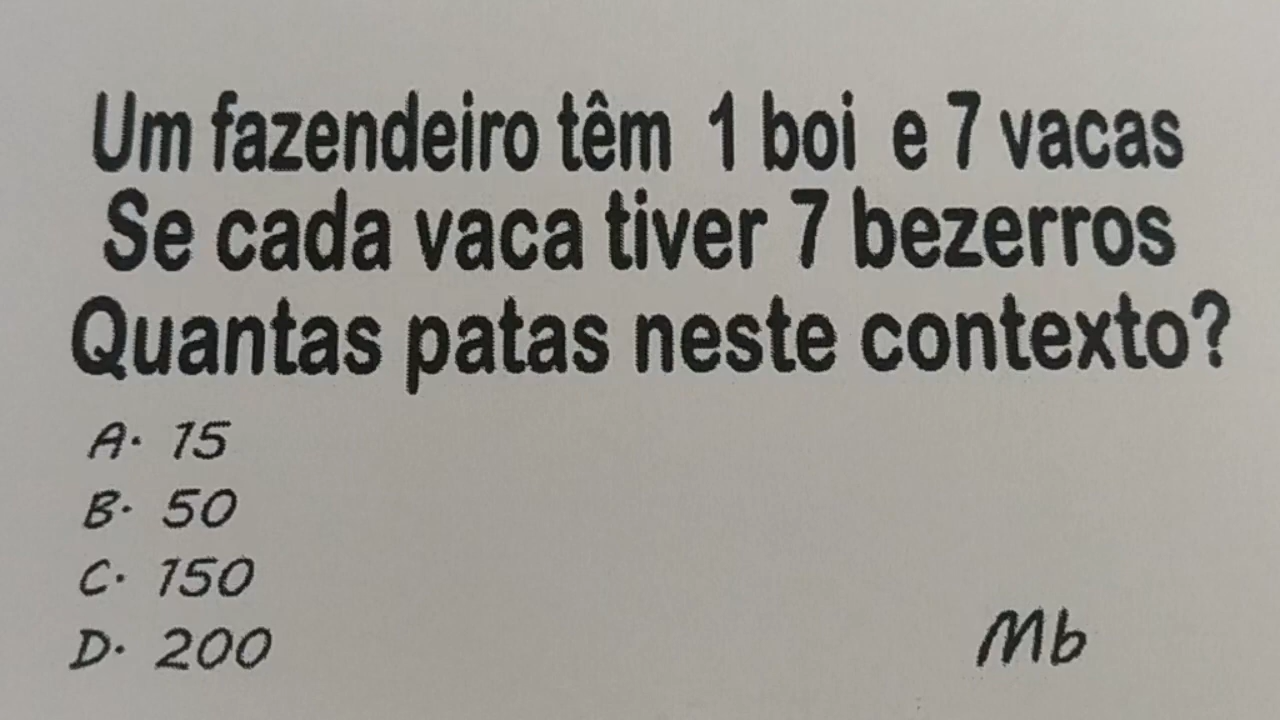 Um fazendeiro têm 1 boi e 7 vacas
Se cada vaca tiver 7 bezerros
Quantas patas neste contexto?
A. 15
B. 50
C. 150
D. 200
Mb